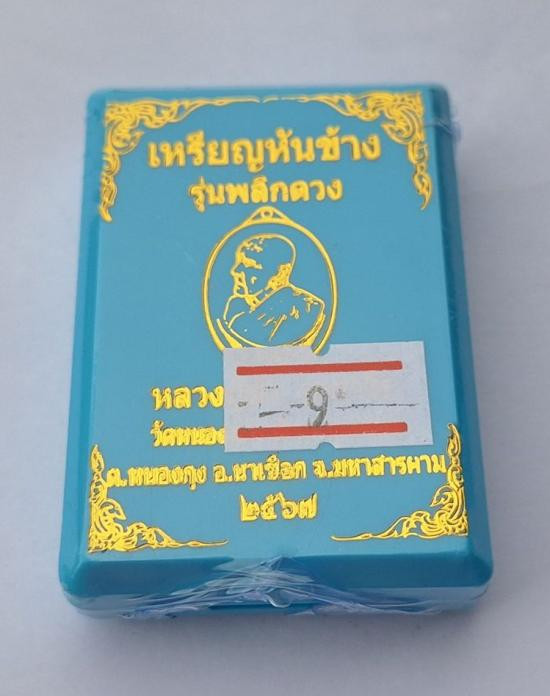 เหรียญหันข้าง
รุ่นพลิกดวง
หลวง
9
วัดหนอง
ต.หนองกุง อ.นาเชือก จ.มหาสารคาม
๒๕๖๗